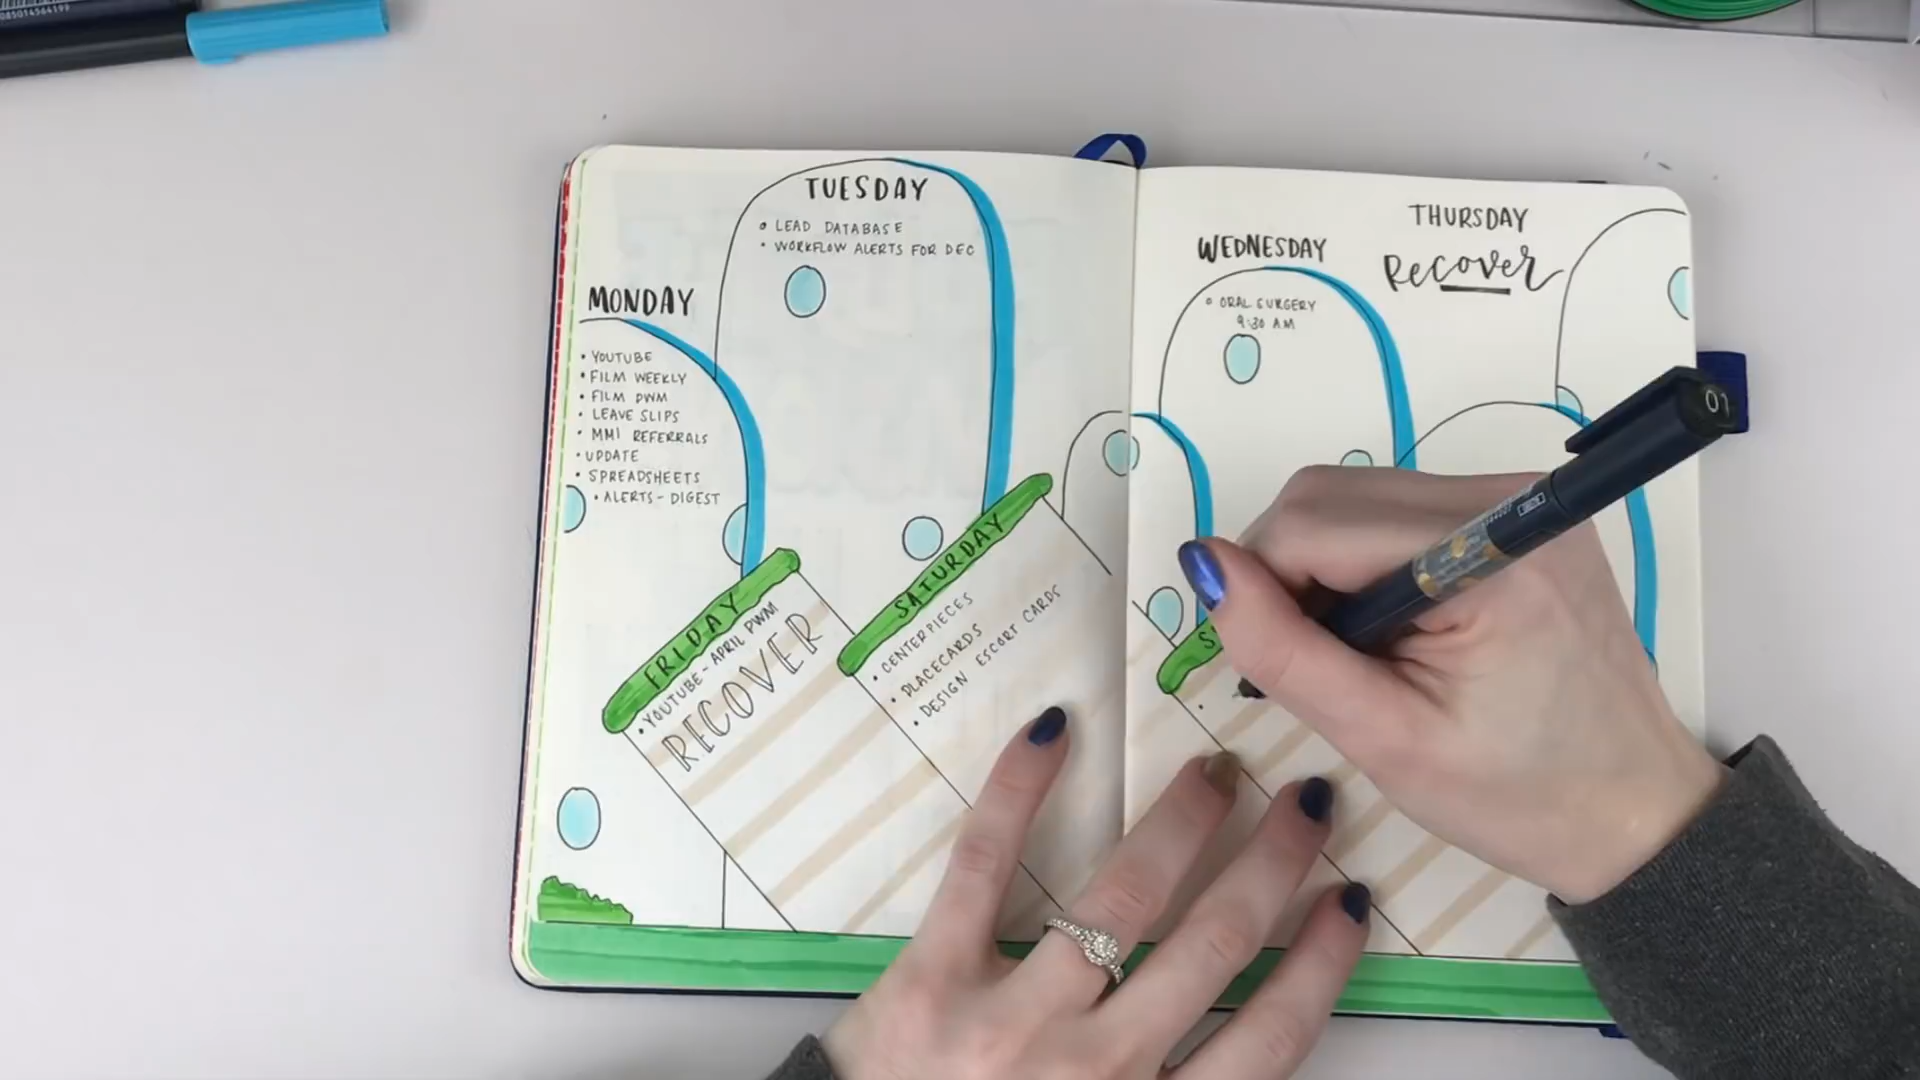 085014564199
MONDAY
• YOUTUBE
• FILM WEEKLY
• FILM PWM
• LEAVE SLIPS
• MMI REFERRALS
• UPDATE
• SPREADSHEETS
• ALERTS - DIGEST
TUESDAY
• LEAD DATABASE
• WORKFLOW ALERTS FOR DEC
WEDNESDAY
• ORAL SURGERY
9:30 AM
THURSDAY
Recover
FRIDAY
• YOUTUBE - APRIL PWM
RECOVER
SATURDAY
• CENTERPIECES
• PLACECARDS
• DESIGN ESCORT CARDS
S
01